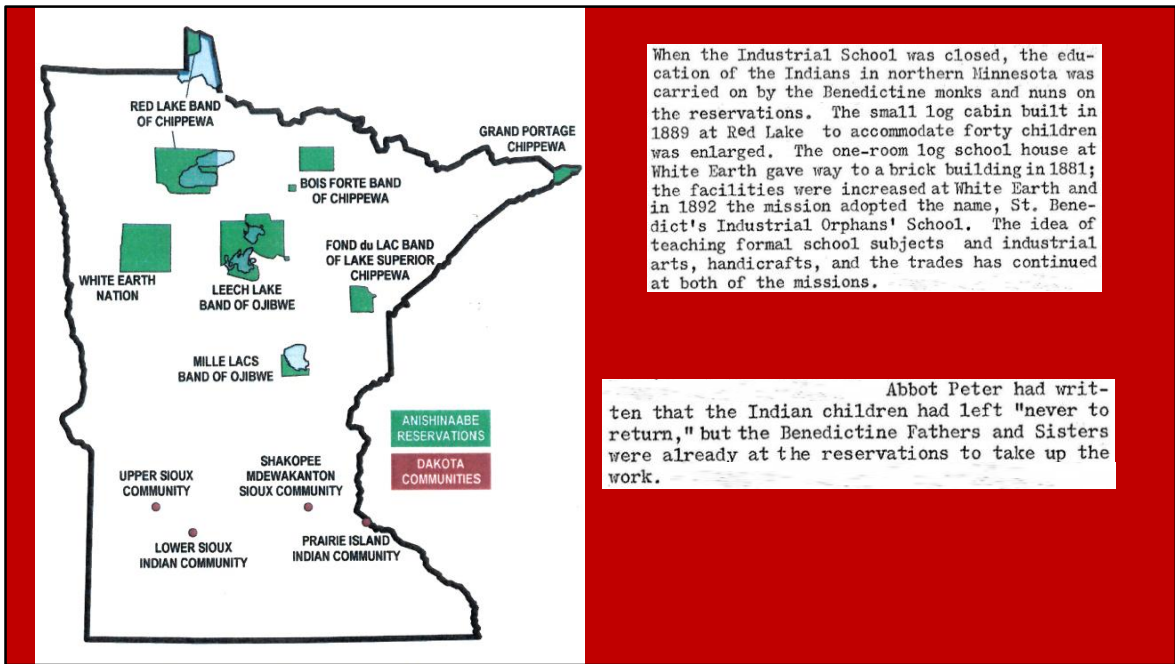 RED LAKE BAND
OF CHIPPEWA
GRAND PORTAGE
CHIPPEWA
BOIS FORTE BAND
OF CHIPPEWA
WHITE EARTH
NATION
LEECH LAKE
BAND OF OJIBWE
FOND du LAC BAND
OF LAKE SUPERIOR
CHIPPEWA
MILLE LACS
BAND OF OJIBWE
ANISHINAABE
RESERVATIONS
DAKOTA
COMMUNITIES
UPPER SIOUX
COMMUNITY
SHAKOPEE
MDEWAKANTON
SIOUX COMMUNITY
LOWER SIOUX
INDIAN COMMUNITY
PRAIRIE ISLAND
INDIAN COMMUNITY
When the Industrial School was closed, the edu-
cation of the Indians in northern Minnesota was
carried on by the Benedictine monks and nuns on
the reservations. The small log cabin built in
1889 at Red Lake to accommodate forty children
was enlarged. The one-room log school house at
White Earth gave way to a brick building in 1881;
the facilities were increased at White Earth and
in 1892 the mission adopted the name, St. Bene-
dict's Industrial Orphans' School. The idea of
teaching formal school subjects and industrial
arts, handicrafts, and the trades has continued
at both of the missions.
Abbot Peter had writ-
ten that the Indian children had left "never to
return," but the Benedictine Fathers and Sisters
were already at the reservations to take up the
work.